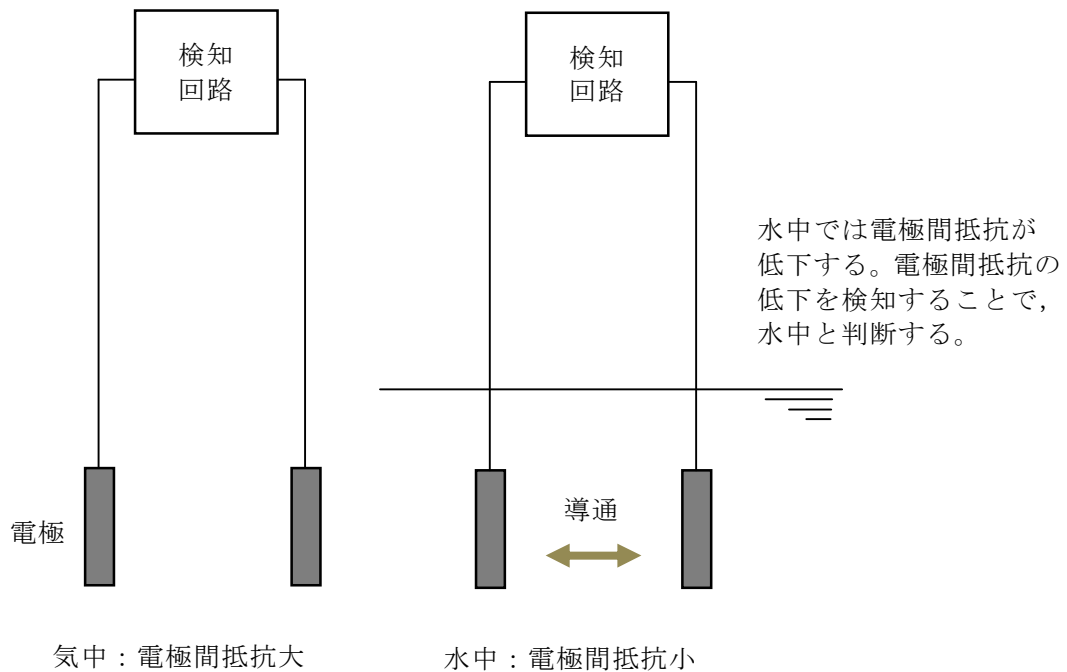 検知
回路
検知
回路
水中では電極間抵抗が
低下する。電極間抵抗の
低下を検知することで,
水中と判断する。
電極
導通
気中：電極間抵抗大
水中：電極間抵抗小